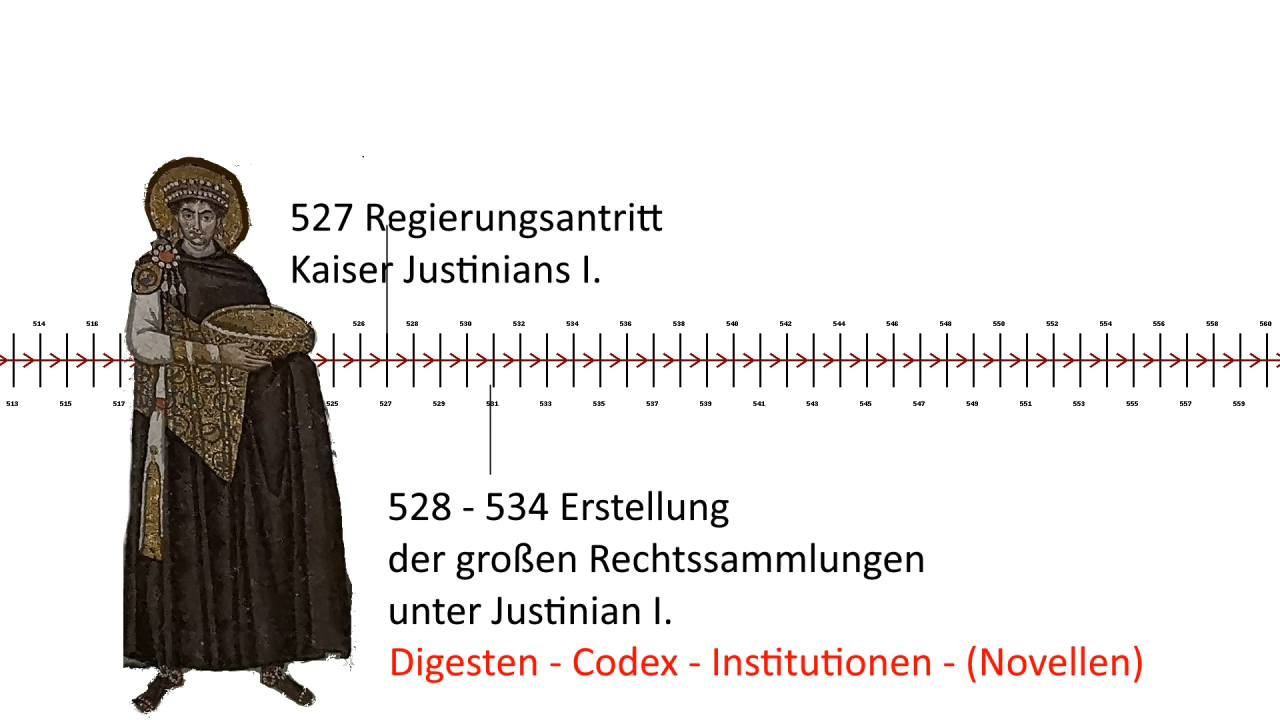 527 Regierungsantritt
Kaiser Justinians I.
514 516 526 528 530 532 534 536 538 540 542 544 546 548 550 552 554 556 558 560
513 515 517 525 527 529 531 533 535 537 539 541 543 545 547 549 551 553 555 557 559
528 - 534 Erstellung
der großen Rechtssammlungen
unter Justinian I.
Digesten - Codex - Institutionen - (Novellen)